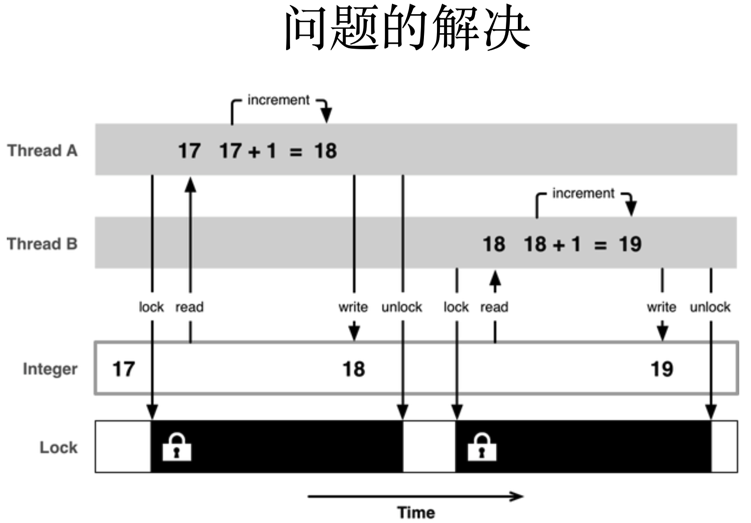 问题的解决
increment
Thread A 17 17 + 1 = 18
increment
Thread B 18 18 + 1 = 19
lock read write unlock lock read write unlock
Integer 17 18 19
Lock
Time